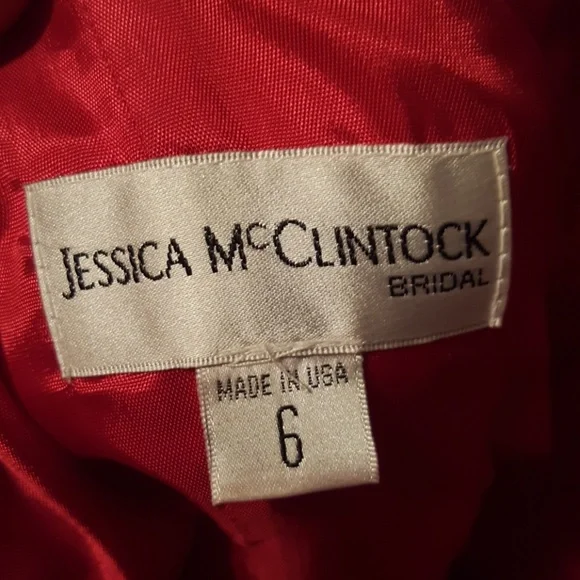 JESSICA McCLINTOCK
BRIDAL
MADE IN USA
6